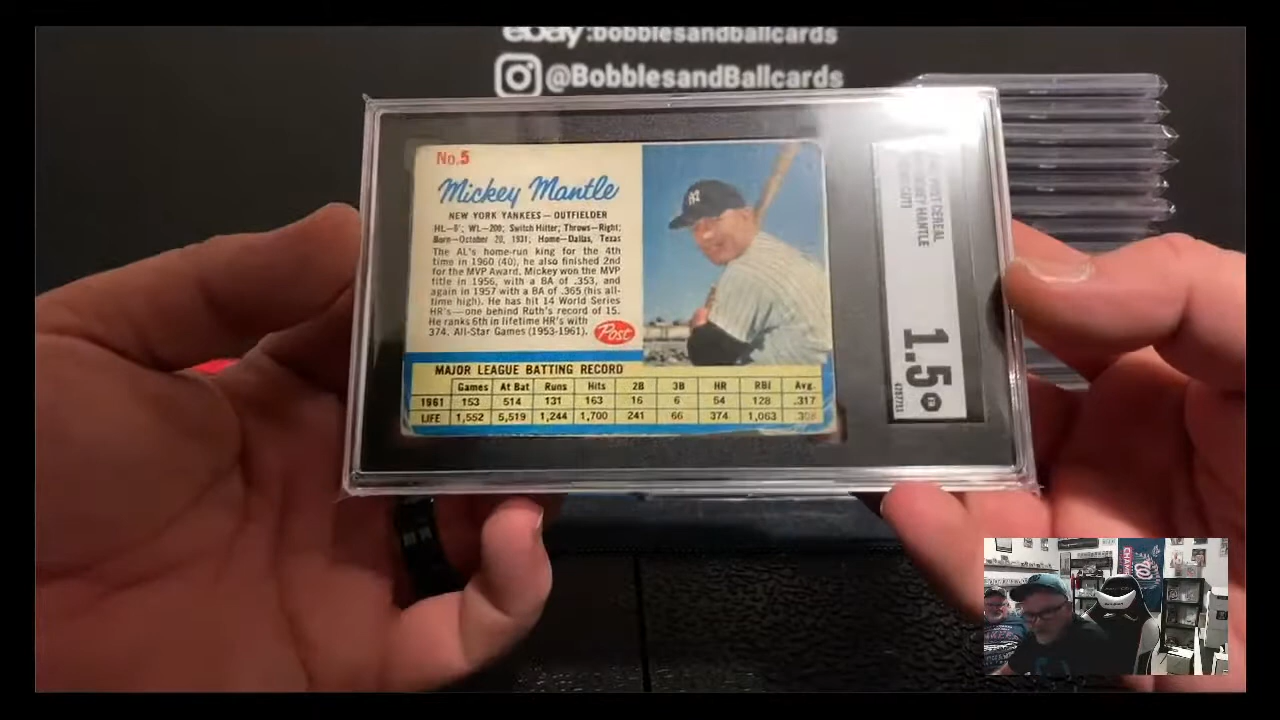 ebay:bobblesandballcards
@BobblesandBallcards
No.5
Mickey Mantle
NEW YORK YANKEES—OUTFIELDER
Ht.—6'; Wt.—200; Switch Hitter; Throws—Right;
Born—October 20, 1931; Home—Dallas, Texas
The AL's home-run king for the 4th
time in 1960 (40), he also finished 2nd
for the MVP Award. Mickey won the MVP
title in 1956, with a BA of .353, and
again in 1957 with a BA of .365 (his all-
time high). He has hit 14 World Series
HR's—one behind Ruth's record of 15.
He ranks 6th in lifetime HR's with
374. All-Star Games (1953-1961).
Post
MAJOR LEAGUE BATTING RECORD
Games At Bat Runs Hits 2B 3B HR RBI Avg.
1961 153 514 131 163 16 6 54 128 .317
LIFE 1,552 5,519 1,244 1,700 241 66 374 1,063
POST CEREAL
MICKEY MANTLE
1.5